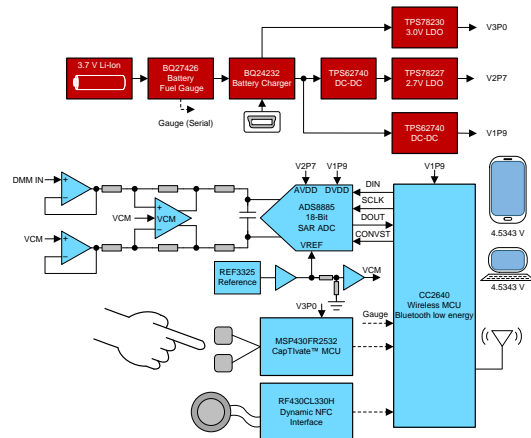 TPS78230
3.0V LDO
V3P0
3.7 V Li-Ion
BQ27426
Battery
Fuel Gauge
BQ24232
Battery Charger
TPS62740
DC-DC
TPS78227
2.7V LDO
V2P7
Gauge (Serial)
TPS62740
DC-DC
V1P9
V2P7
V1P9
V1P9
DMM IN
AVDD
DVDD
DIN
SCLK
DOUT
CONVST
ADS8885
18-Bit
SAR ADC
VREF
VCM
VCM
VCM
4.5343 V
REF3325
Reference
VCM
4.5343 V
CC2640
Wireless MCU
Bluetooth low energy
V3P0
Gauge
MSP430FR2532
CapTIvate™ MCU
RF430CL330H
Dynamic NFC
Interface